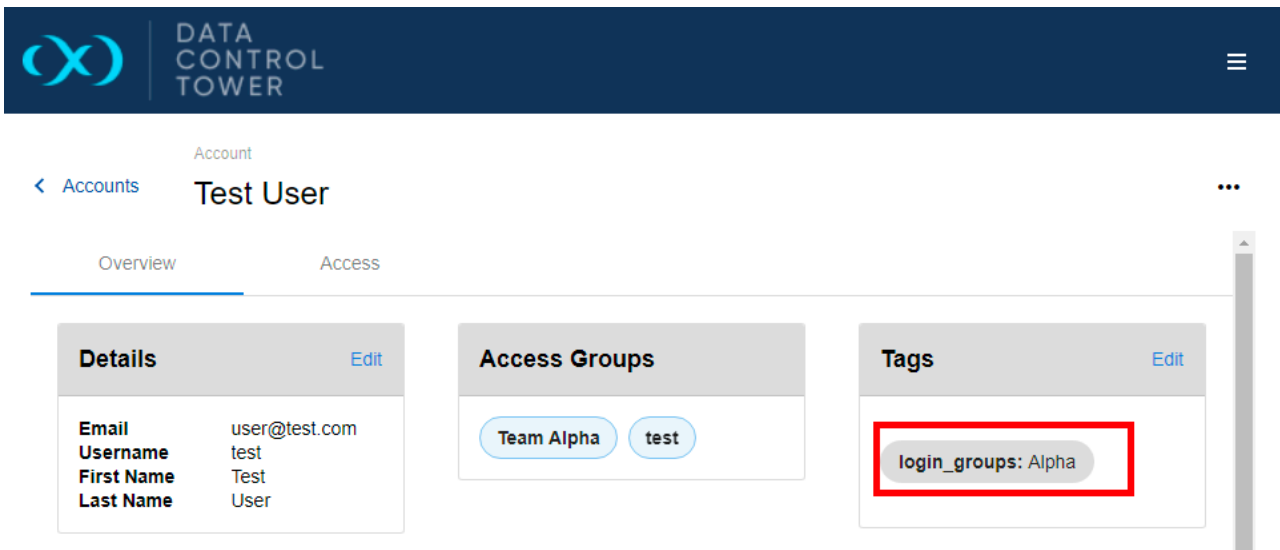 DATA
CONTROL
TOWER
Account
Accounts
Test User
Overview Access
Details Edit
Email user@test.com
Username test
First Name Test
Last Name User
Access Groups
Team Alpha test
Tags Edit
login_groups: Alpha